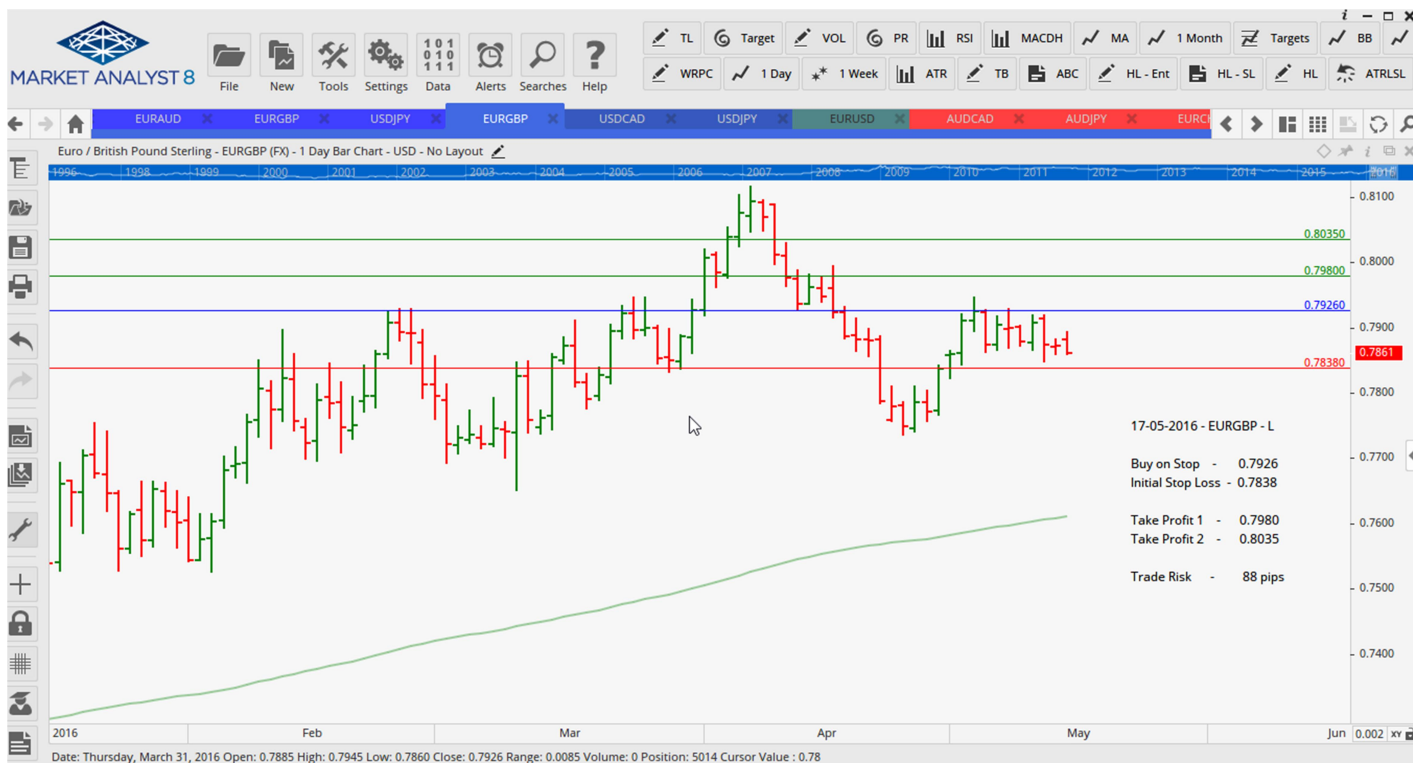 i
TL Target VOL PR RSI MACDH MA 1 Month Targets BB
MARKET ANALYST 8
File New Tools Settings Data Alerts Searches Help
WRPC 1 Day 1 Week ATR TB ABC HL - Ent HL - SL HL ATRLSL
101
010
111
EURAUD EURGBP USDJPY EURGBP USDCAD USDJPY EURUSD AUDCAD AUDJPY
Euro / British Pound Sterling - EURGBP (FX) - 1 Day Bar Chart - USD - No Layout
1996 1998 1999 2000 2001 2002 2003 2004 2005 2006 2007 2008 2009 2010 2011 2012 2013 2014 2015 2016
0.8100
0.80350
0.8000
0.79800
0.79260
0.7900
0.7861
0.78380
0.7800
17-05-2016 - EURGBP - L
Buy on Stop - 0.7926
Initial Stop Loss - 0.7838
Take Profit 1 - 0.7980
Take Profit 2 - 0.8035
Trade Risk - 88 pips
0.7700
0.7600
0.7500
0.7400
2016 Feb Mar Apr May Jun 0.002 XY
Date: Thursday, March 31, 2016 Open: 0.7885 High: 0.7945 Low: 0.7860 Close: 0.7926 Range: 0.0085 Volume: 0 Position: 5014 Cursor Value : 0.78